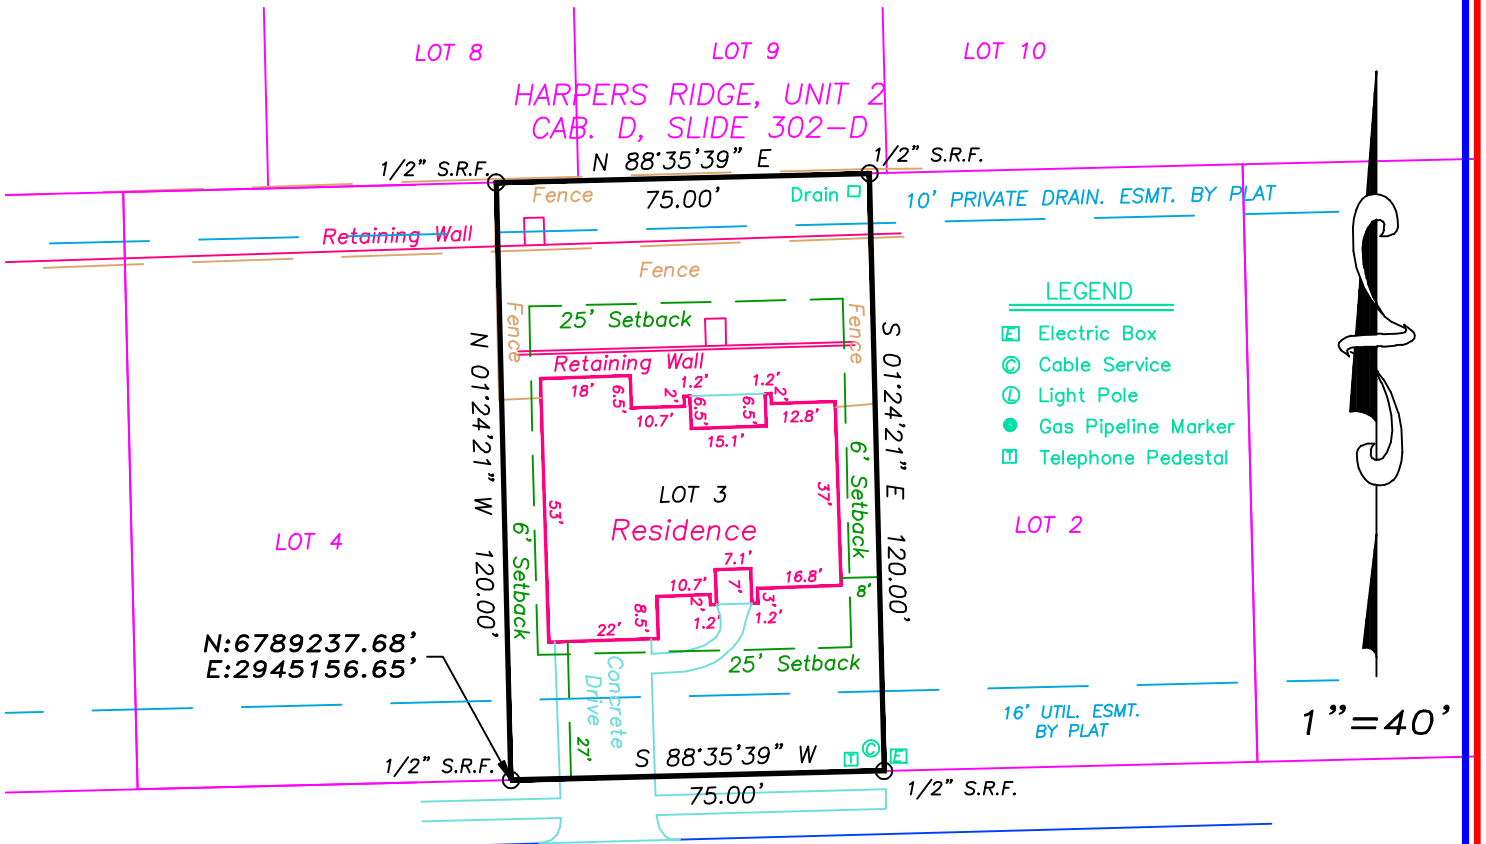 LOT 8
LOT 9
LOT 10
HARPERS RIDGE, UNIT 2
CAB. D, SLIDE 302-D
1/2" S.R.F.
N 88°35'39" E
1/2" S.R.F.
Fence
75.00'
Drain
10' PRIVATE DRAIN. ESMT. BY PLAT
Retaining Wall
Fence
LEGEND
E Electric Box
C Cable Service
L Light Pole
Gas Pipeline Marker
T Telephone Pedestal
Fence
25' Setback
Fence
Retaining Wall
N 01°24'21" W 120.00'
S 01°24'21" E 120.00'
18'
6.5'
10.7'
2'
1.2'
6.5'
15.1'
6.5'
1.2'
2'
12.8'
53'
37'
LOT 3
Residence
6' Setback
6' Setback
LOT 4
LOT 2
7.1'
10.7'
7'
16.8'
8.5'
2'
1.2'
3'
1.2'
8'
22'
25' Setback
N:6789237.68'
E:2945156.65'
Concrete
Drive
27'
16' UTIL. ESMT.
BY PLAT
1"=40'
1/2" S.R.F.
S 88°35'39" W
T
C
E
75.00'
1/2" S.R.F.